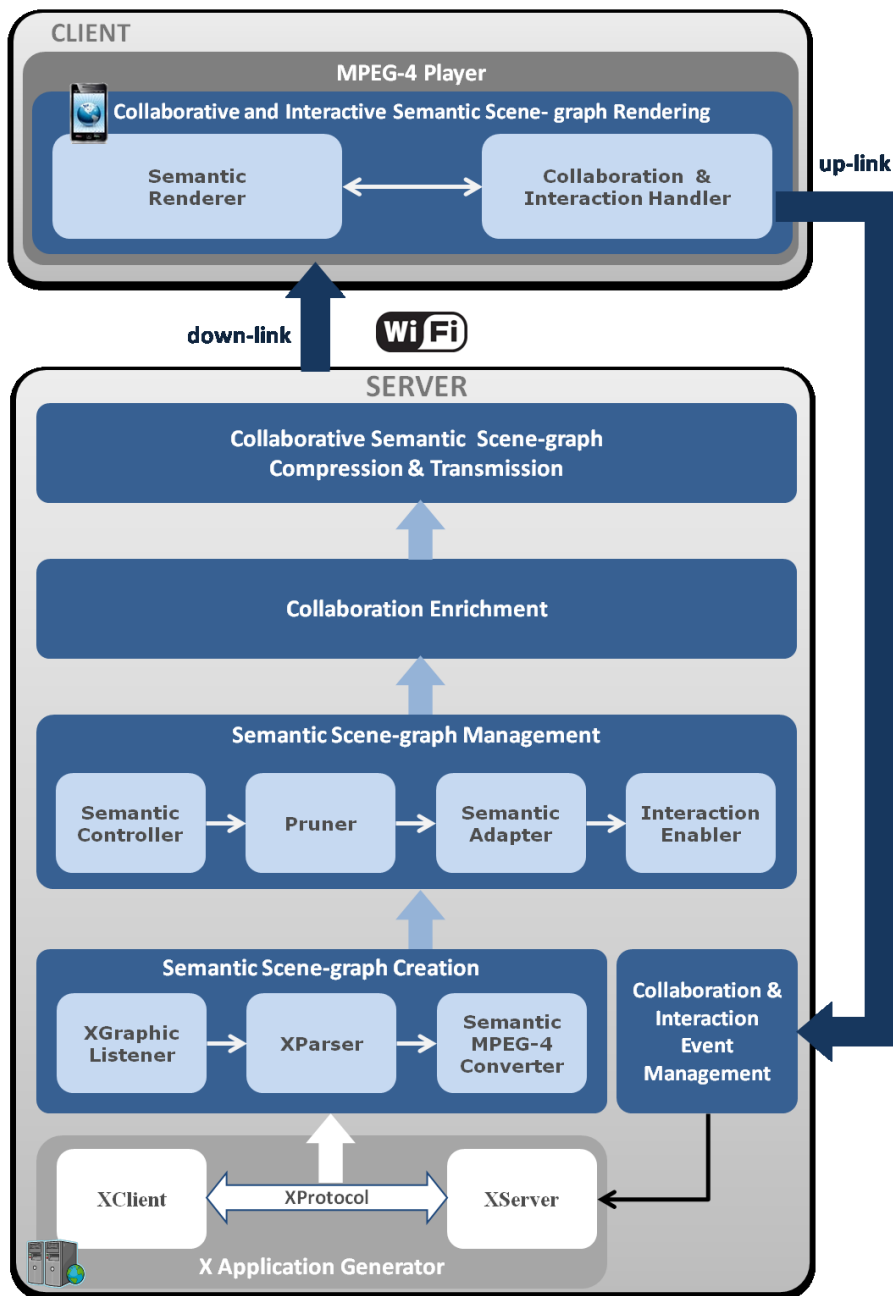 CLIENT
MPEG-4 Player
Collaborative and Interactive Semantic Scene- graph Rendering
Semantic
Renderer
Collaboration &
Interaction Handler
up-link
down-link
Wi Fi
SERVER
Collaborative Semantic Scene-graph
Compression & Transmission
Collaboration Enrichment
Semantic Scene-graph Management
Semantic
Controller
Pruner
Semantic
Adapter
Interaction
Enabler
Semantic Scene-graph Creation
XGraphic
Listener
XParser
Semantic
MPEG-4
Converter
Collaboration &
Interaction
Event
Management
XClient
XProtocol
XServer
X Application Generator